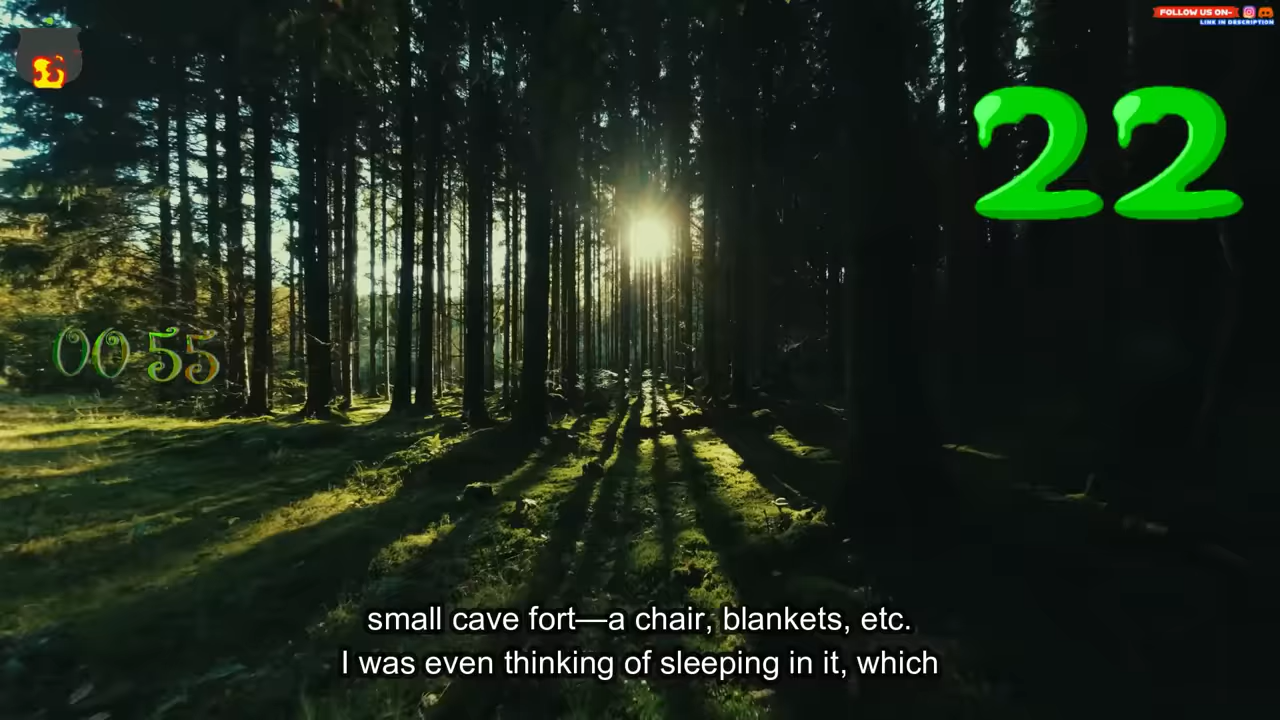 FOLLOW US ON-
LINK IN DESCRIPTION
22
00:55
small cave fort—a chair, blankets, etc.
I was even thinking of sleeping in it, which